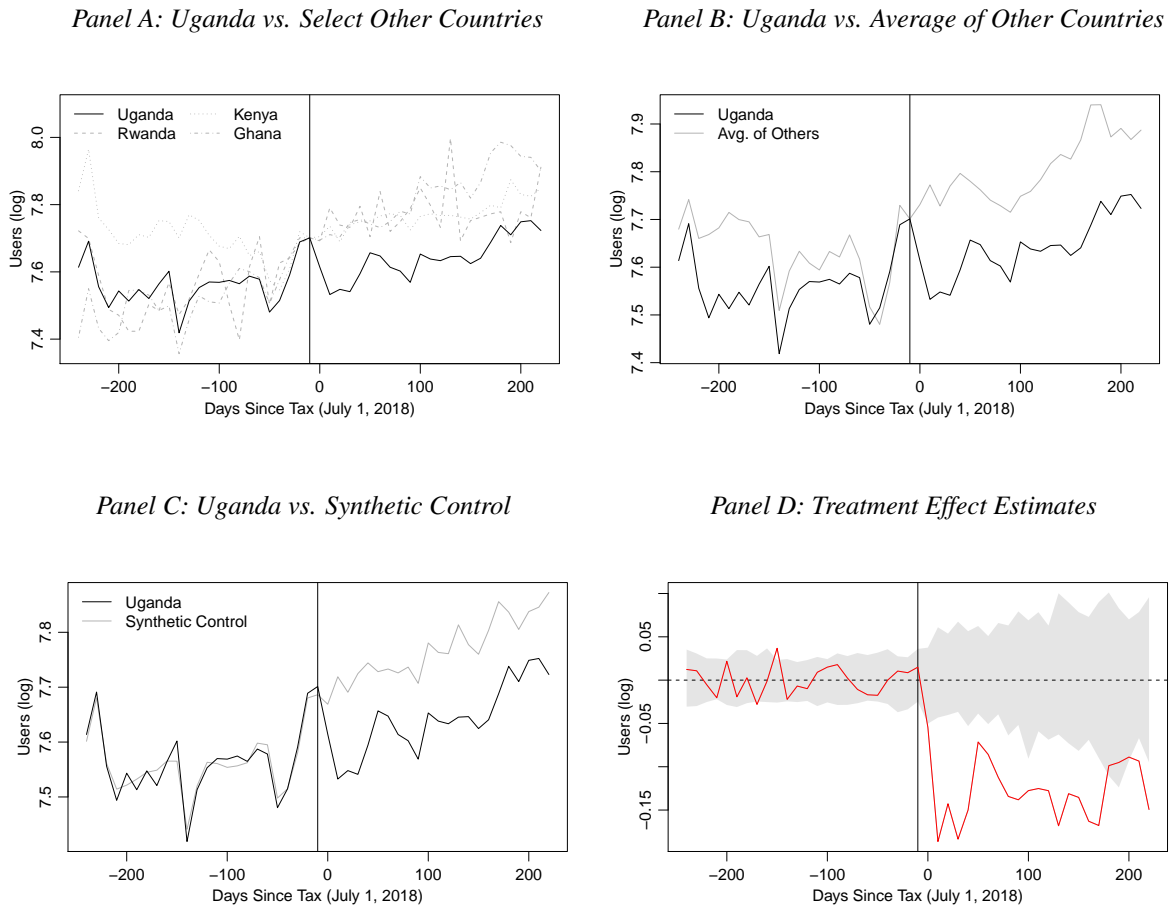 Panel A: Uganda vs. Select Other Countries
Uganda
Rwanda
Kenya
Ghana
Users (log)
7.4
7.6
7.8
8.0
−200
−100
0
100
200
Days Since Tax (July 1, 2018)
Panel B: Uganda vs. Average of Other Countries
Uganda
Avg. of Others
Users (log)
7.4
7.5
7.6
7.7
7.8
7.9
−200
−100
0
100
200
Days Since Tax (July 1, 2018)
Panel C: Uganda vs. Synthetic Control
Uganda
Synthetic Control
Users (log)
7.5
7.6
7.7
7.8
−200
−100
0
100
200
Days Since Tax (July 1, 2018)
Panel D: Treatment Effect Estimates
Users (log)
−0.15
−0.05
0.05
−200
−100
0
100
200
Days Since Tax (July 1, 2018)